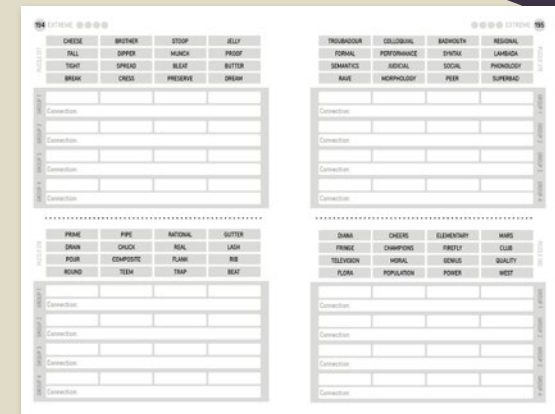 194 EXTREME
PUZZLE
CHEESE BROTHER STOOP JELLY
FALL DIPPER MUNCH PROOF
TIGHT SPREAD BLEAT BUTTER
BREAK CRESS PRESERVE DREAM
GROUP 1
Connection:
GROUP 2
Connection:
GROUP 3
Connection:
GROUP 4
Connection:
PUZZLE
PRIME PIPE RATIONAL GUTTER
DRAIN CHUCK REAL LASH
POUR COMPOSITE FLANK RIB
ROUND TEEM TRAP BEAT
GROUP 1
Connection:
GROUP 2
Connection:
GROUP 3
Connection:
GROUP 4
Connection:
EXTREME 195
PUZZLE
TROUBADOUR COLLOQUIAL BADMOUTH REGIONAL
FORMAL PERFORMANCE SYNTAX LAMBADA
SEMANTICS JUDICIAL SOCIAL PHONOLOGY
RAVE MORPHOLOGY PEER SUPERBAD
GROUP 1
Connection:
GROUP 2
Connection:
GROUP 3
Connection:
GROUP 4
Connection:
PUZZLE
DIANA CHEERS ELEMENTARY MARS
FRINGE CHAMPIONS FIREFLY CLUB
TELEVISION MORAL GENIUS QUALITY
FLORA POPULATION POWER WEST
GROUP 1
Connection:
GROUP 2
Connection:
GROUP 3
Connection:
GROUP 4
Connection: